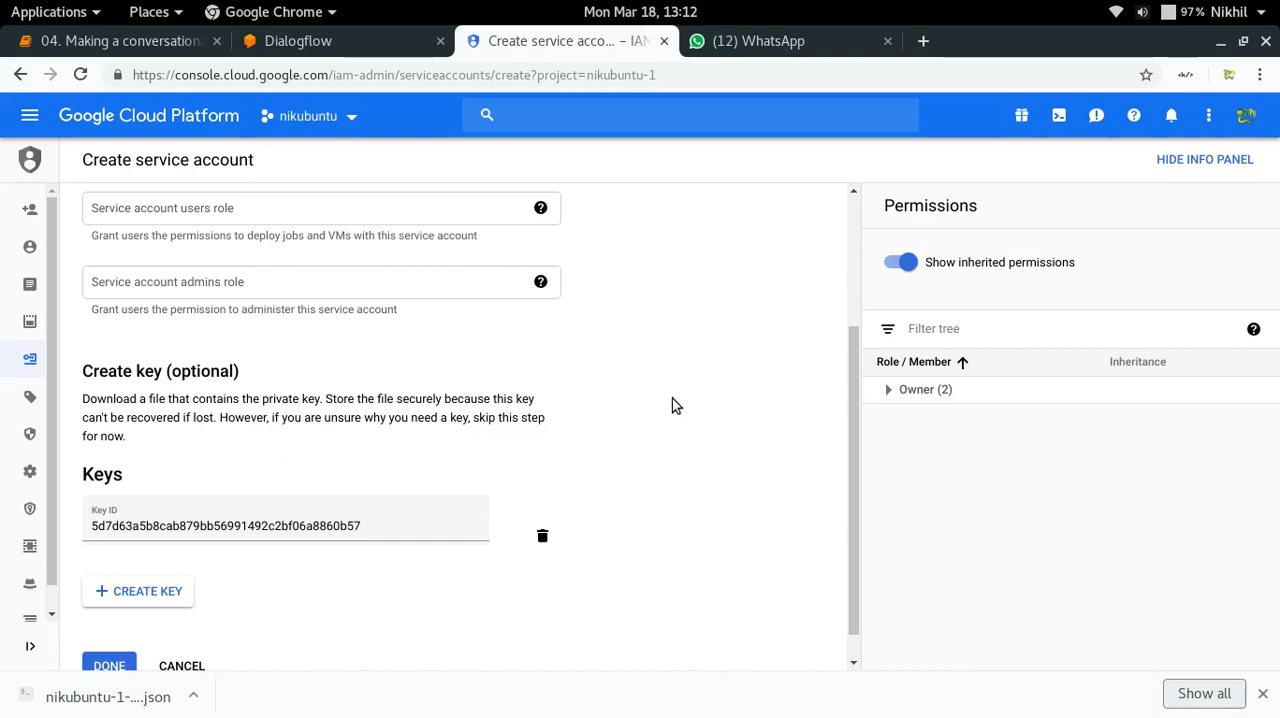 Applications
Places
Google Chrome
Mon Mar 18, 13:12
97%
Nikhil
04. Making a conversation
Dialogflow
Create service acco... – IAM
(12) WhatsApp
https://console.cloud.google.com/iam-admin/serviceaccounts/create?project=nikubuntu-1
Google Cloud Platform
nikubuntu
Create service account
HIDE INFO PANEL
Service account users role
Grant users the permissions to deploy jobs and VMs with this service account
Service account admins role
Grant users the permission to administer this service account
Create key (optional)
Download a file that contains the private key. Store the file securely because this key
can't be recovered if lost. However, if you are unsure why you need a key, skip this step
for now.
Keys
Key ID
5d7d63a5b8cab879bb56991492c2bf06a8860b57
+ CREATE KEY
DONE
CANCEL
Permissions
Show inherited permissions
Filter tree
Role / Member
Inheritance
Owner (2)
nikubuntu-1-....json
Show all